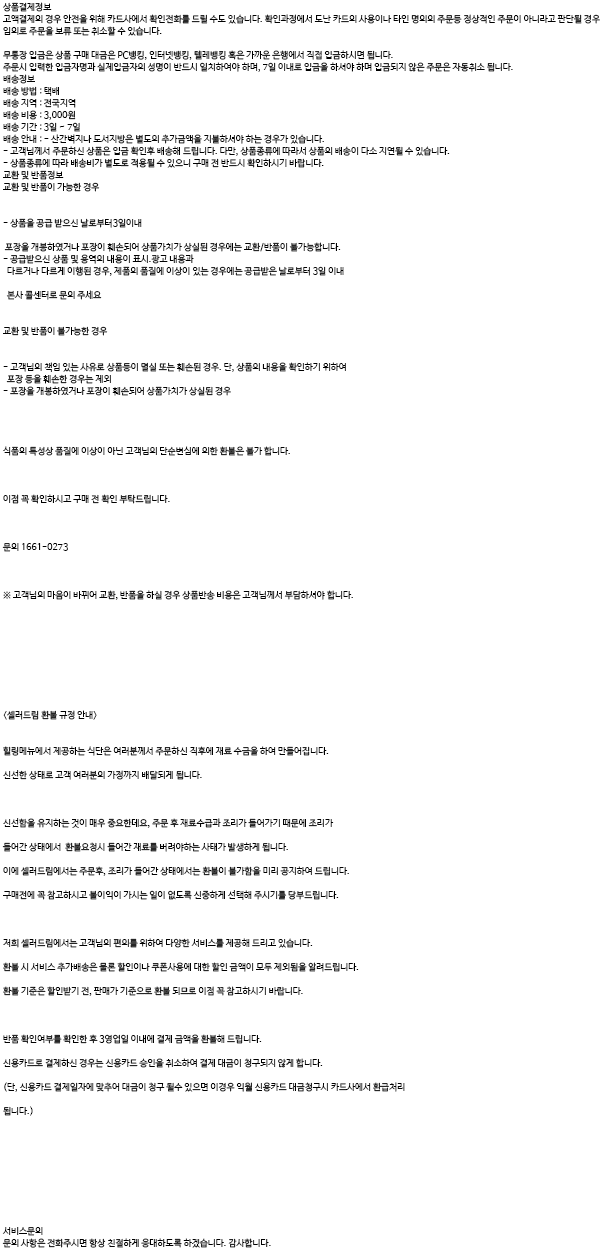 상품결제정보
고액결제의 경우 안전을 위해 카드사에서 확인전화를 드릴 수도 있습니다. 확인과정에서 도난 카드의 사용이나 타인 명의의 주문등 정상적인 주문이 아니라고 판단될 경우
임의로 주문을 보류 또는 취소할 수 있습니다.
무통장 입금은 상품 구매 대금은 PC뱅킹, 인터넷뱅킹, 텔레뱅킹 혹은 가까운 은행에서 직접 입금하시면 됩니다.
주문시 입력한 입금자명과 실제입금자의 성명이 반드시 일치하여야 하며, 7일 이내로 입금을 하셔야 하며 입금되지 않은 주문은 자동취소 됩니다.
배송정보
배송 방법 : 택배
배송 지역 : 전국지역
배송 비용 : 3,000원
배송 기간 : 3일 ~ 7일
배송 안내 : - 산간벽지나 도서지방은 별도의 추가금액을 지불하셔야 하는 경우가 있습니다.
- 고객님께서 주문하신 상품은 입금 확인후 배송해 드립니다. 다만, 상품종류에 따라서 상품의 배송이 다소 지연될 수 있습니다.
- 상품종류에 따라 배송비가 별도로 적용될 수 있으니 구매 전 반드시 확인하시기 바랍니다.
교환 및 반품정보
교환 및 반품이 가능한 경우
- 상품을 공급 받으신 날로부터3일이내
포장을 개봉하였거나 포장이 훼손되어 상품가치가 상실된 경우에는 교환/반품이 불가능합니다.
- 공급받으신 상품 및 용역의 내용이 표시.광고 내용과
다르거나 다르게 이행된 경우, 제품의 품질에 이상이 있는 경우에는 공급받은 날로부터 3일 이내
본사 콜센터로 문의 주세요
교환 및 반품이 불가능한 경우
- 고객님의 책임 있는 사유로 상품등이 멸실 또는 훼손된 경우. 단, 상품의 내용을 확인하기 위하여
포장 등을 훼손한 경우는 제외
- 포장을 개봉하였거나 포장이 훼손되어 상품가치가 상실된 경우
식품의 특성상 품질에 이상이 아닌 고객님의 단순변심에 의한 환불은 불가 합니다.
이점 꼭 확인하시고 구매 전 확인 부탁드립니다.
문의 1661-0273
※ 고객님의 마음이 바뀌어 교환, 반품을 하실 경우 상품반송 비용은 고객님께서 부담하셔야 합니다.
<셀러드림 환불 규정 안내>
힐링메뉴에서 제공하는 식단은 여러분께서 주문하신 직후에 재료 수급을 하여 만들어집니다.
신선한 상태로 고객 여러분의 가정까지 배달되게 됩니다.
신선함을 유지하는 것이 매우 중요한데요, 주문 후 재료수급과 조리가 들어가기 때문에 조리가
들어간 상태에서 환불요청시 들어간 재료를 버려야하는 사태가 발생하게 됩니다.
이에 셀러드림에서는 주문후, 조리가 들어간 상태에서는 환불이 불가함을 미리 공지하여 드립니다.
구매전에 꼭 참고하시고 불이익이 가시는 일이 없도록 신중하게 선택해 주시기를 당부드립니다.
저희 셀러드림에서는 고객님의 편의를 위하여 다양한 서비스를 제공해 드리고 있습니다.
환불 시 서비스 추가배송은 물론 할인이나 쿠폰사용에 대한 할인 금액이 모두 제외됨을 알려드립니다.
환불 기준은 할인받기 전, 판매가 기준으로 환불 되므로 이점 꼭 참고하시기 바랍니다.
반품 확인여부를 확인한 후 3영업일 이내에 결제 금액을 환불해 드립니다.
신용카드로 결제하신 경우는 신용카드 승인을 취소하여 결제 대금이 청구되지 않게 합니다.
(단, 신용카드 결제일자에 맞추어 대금이 청구 될수 있으면 이경우 익월 신용카드 대금청구시 카드사에서 환급처리
됩니다.)
서비스문의
문의 사항은 전화주시면 항상 친절하게 응대하도록 하겠습니다. 감사합니다.